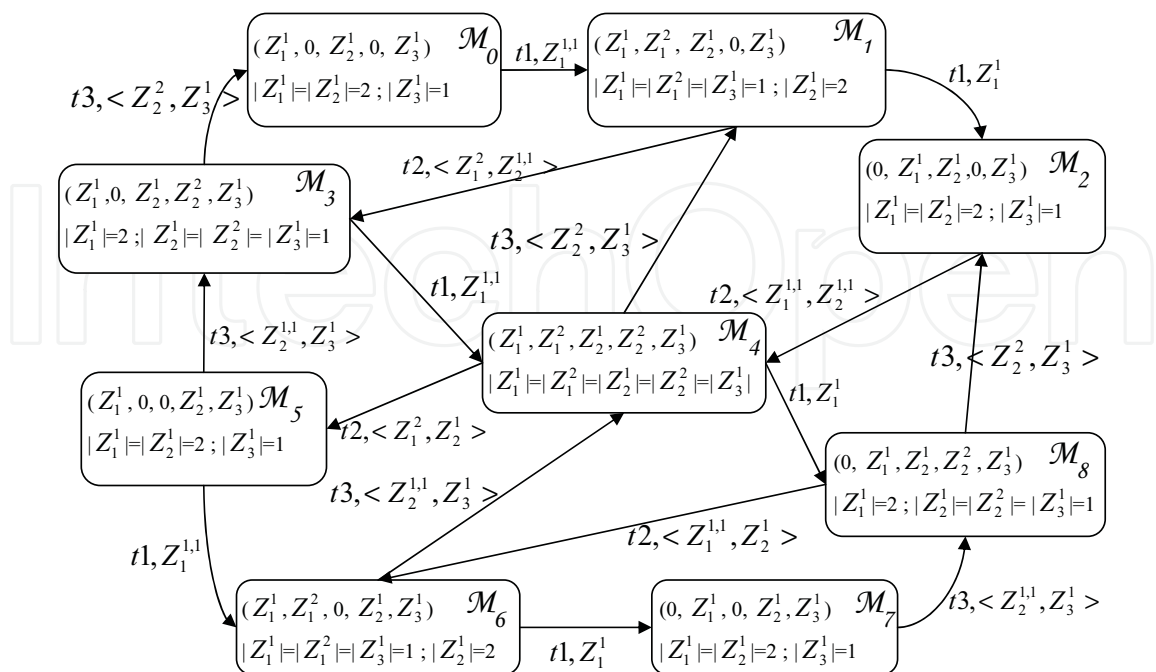 (Z_1^1, 0, Z_2^1, 0, Z_3^1) M_0
|Z_1^1|=|Z_2^1|=2 ; |Z_3^1|=1
t1, Z_1^{1,1}
(Z_1^1, Z_1^2, Z_2^1, 0, Z_3^1) M_1
|Z_1^1|=|Z_1^2|=|Z_3^1|=1 ; |Z_2^1|=2
t1, Z_1^1
t3, < Z_2^2, Z_3^1 >
t2, < Z_1^2, Z_2^{1,1} >
(Z_1^1, 0, Z_2^1, Z_2^2, Z_3^1) M_3
|Z_1^1|=2 ; |Z_2^1|=|Z_2^2|=|Z_3^1|=1
(0, Z_1^1, Z_2^1, 0, Z_3^1) M_2
|Z_1^1|=|Z_2^1|=2 ; |Z_3^1|=1
t3, < Z_2^2, Z_3^1 >
t1, Z_1^{1,1}
t2, < Z_1^{1,1}, Z_2^{1,1} >
IntechOpen
t3, < Z_2^{1,1}, Z_3^1 >
(Z_1^1, Z_1^2, Z_2^1, Z_2^2, Z_3^1) M_4
|Z_1^1|=|Z_1^2|=|Z_2^1|=|Z_2^2|=|Z_3^1|
t3, < Z_2^2, Z_3^1 >
t1, Z_1^1
(Z_1^1, 0, 0, Z_2^1, Z_3^1) M_5
|Z_1^1|=|Z_2^1|=2 ; |Z_3^1|=1
t2, < Z_1^2, Z_2^1 >
(0, Z_1^1, Z_2^1, Z_2^2, Z_3^1) M_8
|Z_1^1|=2 ; |Z_2^1|=|Z_2^2|=|Z_3^1|=1
t3, < Z_2^{1,1}, Z_3^1 >
t2, < Z_1^{1,1}, Z_2^1 >
t1, Z_1^{1,1}
(Z_1^1, Z_1^2, 0, Z_2^1, Z_3^1) M_6
|Z_1^1|=|Z_1^2|=|Z_3^1|=1 ; |Z_2^1|=2
t1, Z_1^1
(0, Z_1^1, 0, Z_2^1, Z_3^1) M_7
|Z_1^1|=|Z_2^1|=2 ; |Z_3^1|=1
t3, < Z_2^{1,1}, Z_3^1 >